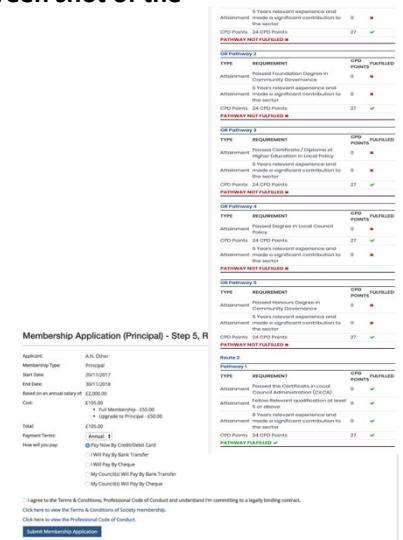 een shot of the
5 Years relevant experience and
Attainment made a significant contribution to 0 ✖
the sector
CPD Points 24 CPD Points 27 ✔
PATHWAY NOT FULFILLED ✖
OR Pathway 2
TYPE REQUIREMENT CPD POINTS FULFILLED
Attainment Passed Foundation Degree in 0 ✖
Community Governance
5 Years relevant experience and
Attainment made a significant contribution to 0 ✖
the sector
CPD Points 24 CPD Points 27 ✔
PATHWAY NOT FULFILLED ✖
OR Pathway 3
TYPE REQUIREMENT CPD POINTS FULFILLED
Attainment Passed Certificate / Diploma of 0 ✖
Higher Education in Local Policy
5 Years relevant experience and
Attainment made a significant contribution to 0 ✖
the sector
CPD Points 24 CPD Points 27 ✔
PATHWAY NOT FULFILLED ✖
OR Pathway 4
TYPE REQUIREMENT CPD POINTS FULFILLED
Attainment Passed Degree in Local Council 0 ✖
Policy
CPD Points 24 CPD Points 27 ✔
5 Years relevant experience and
Attainment made a significant contribution to 0 ✖
the sector
PATHWAY NOT FULFILLED ✖
OR Pathway 5
TYPE REQUIREMENT CPD POINTS FULFILLED
Attainment Passed Honours Degree in 0 ✖
Community Governance
5 Years relevant experience and
Attainment made a significant contribution to 0 ✖
the sector
CPD Points 24 CPD Points 27 ✔
PATHWAY NOT FULFILLED ✖
Route 2
Pathway 1
TYPE REQUIREMENT CPD POINTS FULFILLED
Attainment Passed the Certificate in Local 0 ✔
Council Administration (CiLCA)
Attainment Follow Relevant qualification at level 0 ✔
5 or above
8 Years relevant experience and
Attainment made a significant contribution to 0 ✔
the sector
CPD Points 24 CPD Points 27 ✔
PATHWAY FULFILLED ✔
Membership Application (Principal) - Step 5, R
Applicant: A.N. Other
Membership Type: Principal
Start Date: 20/11/2017
End Date: 30/11/2018
Based on an annual salary of: £2,000.00
Cost: £105.00
• Full Membership - £55.00
• Upgrade to Principal - £50.00
Total: £105.00
Payment Terms: Annual
How will you pay: Pay Now By Credit/Debit Card
I Will Pay By Bank Transfer
I Will Pay By Cheque
My Council(s) Will Pay By Bank Transfer
My Council(s) Will Pay By Cheque
I agree to the Terms & Conditions, Professional Code of Conduct and understand I'm committing to a legally binding contract.
Click here to view the Terms & Conditions of Society membership.
Click here to view the Professional Code of Conduct.
Submit Membership Application